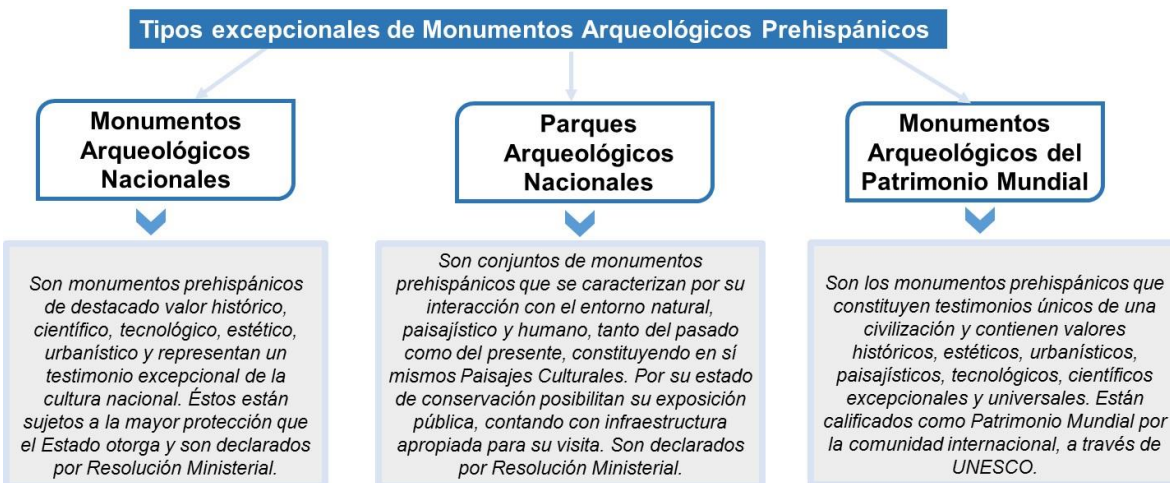 Tipos excepcionales de Monumentos Arqueológicos Prehispánicos
Monumentos
Arqueológicos
Nacionales
Son monumentos prehispánicos
de destacado valor histórico,
científico, tecnológico, estético,
urbanístico y representan un
testimonio excepcional de la
cultura nacional. Éstos están
sujetos a la mayor protección que
el Estado otorga y son declarados
por Resolución Ministerial.
Parques
Arqueológicos
Nacionales
Son conjuntos de monumentos
prehispánicos que se caracterizan por su
interacción con el entorno natural,
paisajístico y humano, tanto del pasado
como del presente, constituyendo en sí
mismos Paisajes Culturales. Por su estado
de conservación posibilitan su exposición
pública, contando con infraestructura
apropiada para su visita. Son declarados
por Resolución Ministerial.
Monumentos
Arqueológicos del
Patrimonio Mundial
Son los monumentos prehispánicos que
constituyen testimonios únicos de una
civilización y contienen valores
históricos, estéticos, urbanísticos,
paisajísticos, tecnológicos, científicos
excepcionales y universales. Están
calificados como Patrimonio Mundial por
la comunidad internacional, a través de
UNESCO.